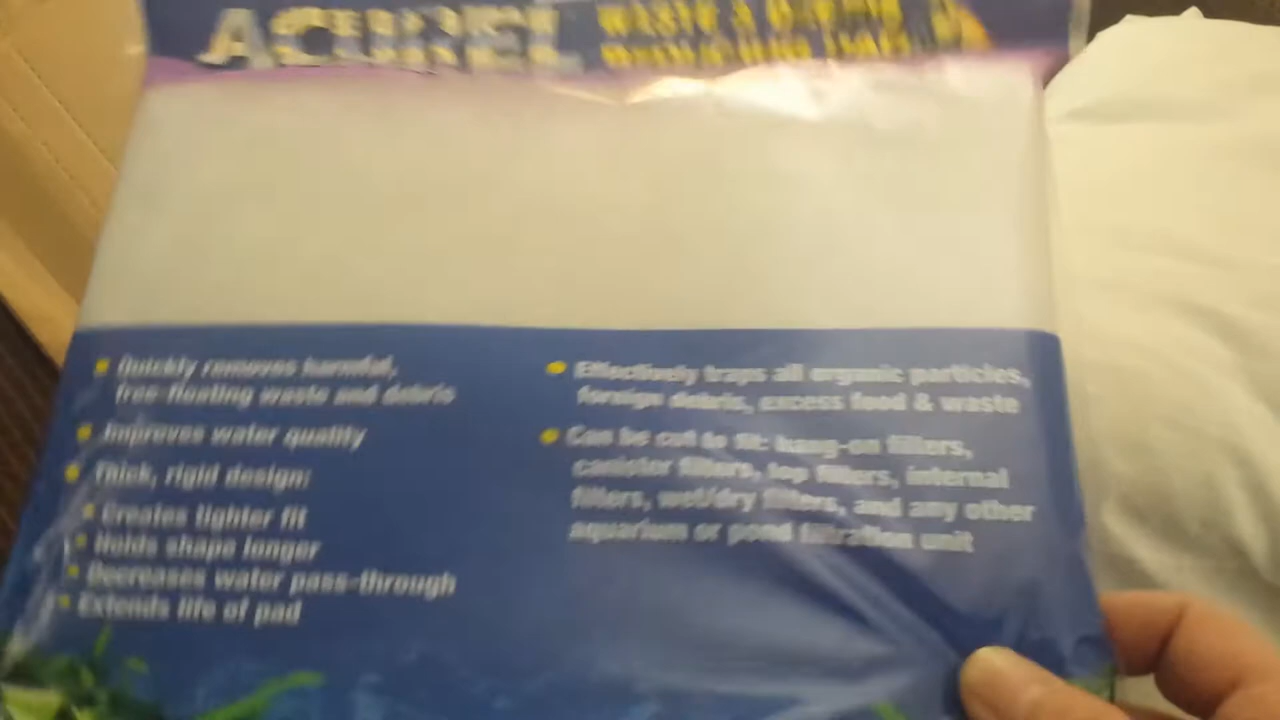 ACUREL
Quickly removes harmful,
free-floating waste and debris
Improves water quality
Thick, rigid design:
Creates tighter fit
Holds shape longer
Decreases water pass-through
Extends life of pad
Effectively traps all organic particles,
foreign debris, excess food & waste
Can be cut to fit: hang-on filters,
canister filters, top filters, internal
filters, wet/dry filters, and any other
aquarium or pond filtration unit